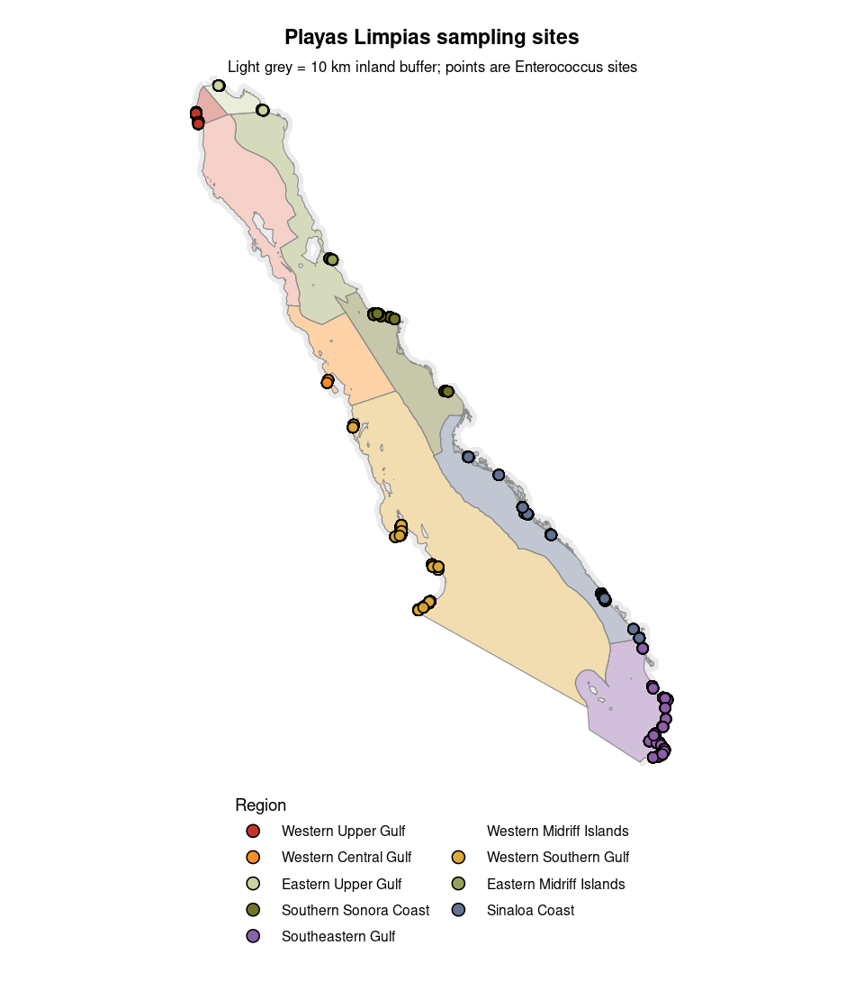 Playas Limpias sampling sites
Light grey = 10 km inland buffer; points are Enterococcus sites
Region
Western Upper Gulf
Western Midriff Islands
Western Central Gulf
Western Southern Gulf
Eastern Upper Gulf
Eastern Midriff Islands
Southern Sonora Coast
Sinaloa Coast
Southeastern Gulf